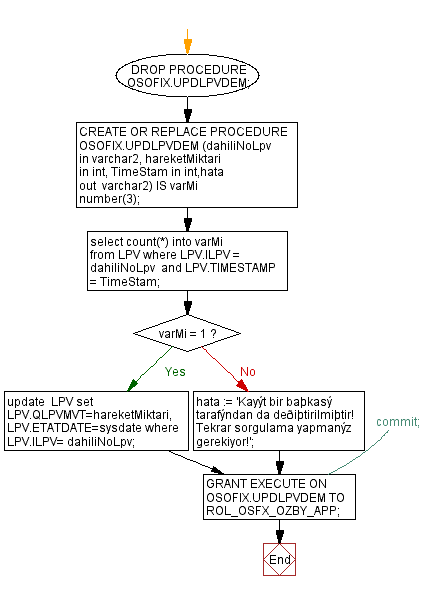 DROP PROCEDURE
OSOFIX.UPDLPVDEM;
CREATE OR REPLACE PROCEDURE
OSOFIX.UPDLPVDEM (dahiliNoLpv
in varchar2, hareketMiktari
in int, TimeStam in int,hata
out varchar2) IS varMi
number(3);
select count(*) into varMi
from LPV where LPV.ILPV =
dahiliNoLpv and LPV.TIMESTAMP
= TimeStam;
varMi = 1 ?
Yes
No
update LPV set
LPV.QLPVMVT=hareketMiktari,
LPV.ETATDATE=sysdate where
LPV.ILPV= dahiliNoLpv;
hata := 'Kayýt bir baþkasý
tarafýndan da deðiþtirilmiþtir!
Tekrar sorgulama yapmanýz
gerekiyor!';
commit;
GRANT EXECUTE ON
OSOFIX.UPDLPVDEM TO
ROL_OSFX_OZBY_APP;
End